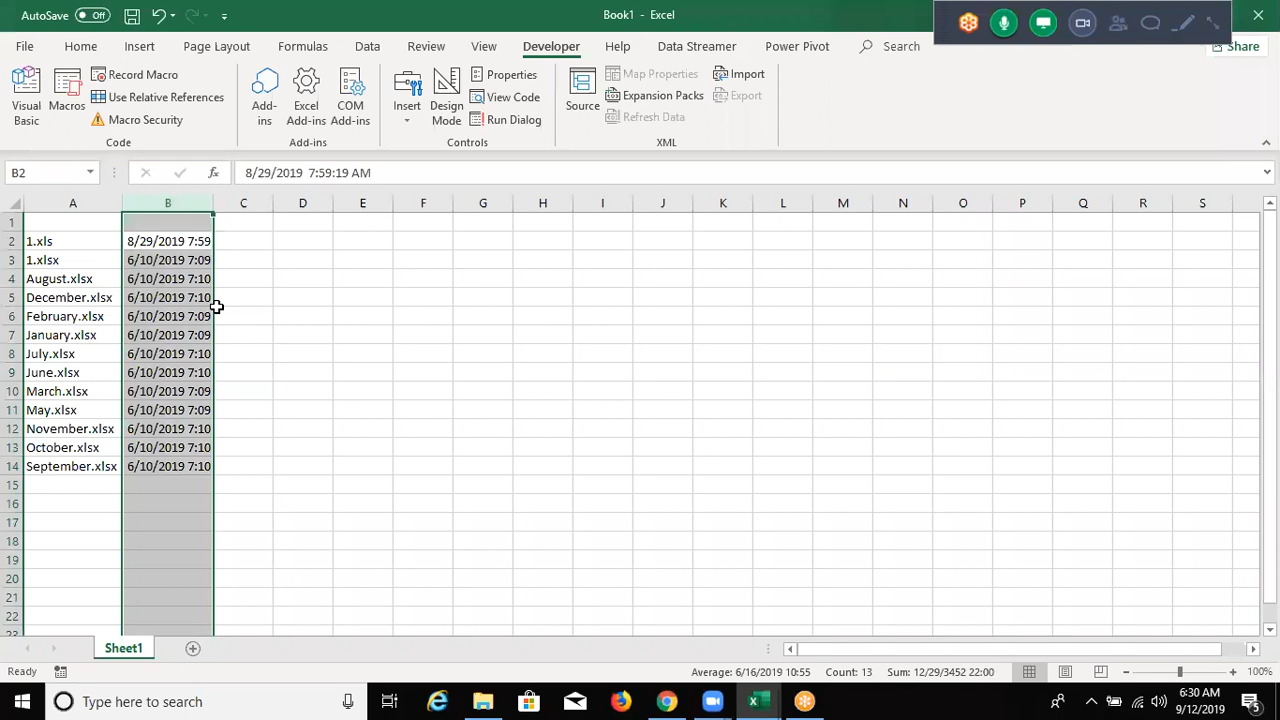 AutoSave Off Book1 - Excel
File Home Insert Page Layout Formulas Data Review View Developer Help Data Streamer Power Pivot Search Share
Visual Basic
Macros
Record Macro
Use Relative References
Macro Security
Code
Add-ins
Excel Add-ins
COM Add-ins
Add-ins
Insert
Design Mode
Properties
View Code
Run Dialog
Controls
Source
Map Properties
Expansion Packs
Refresh Data
Import
Export
XML
B2 fx 8/29/2019 7:59:19 AM
A B C D E F G H I J K L M N O P Q R S
1
2 1.xls 8/29/2019 7:59
3 1.xlsx 6/10/2019 7:09
4 August.xlsx 6/10/2019 7:10
5 December.xlsx 6/10/2019 7:10
6 February.xlsx 6/10/2019 7:09
7 January.xlsx 6/10/2019 7:09
8 July.xlsx 6/10/2019 7:10
9 June.xlsx 6/10/2019 7:10
10 March.xlsx 6/10/2019 7:09
11 May.xlsx 6/10/2019 7:09
12 November.xlsx 6/10/2019 7:10
13 October.xlsx 6/10/2019 7:10
14 September.xlsx 6/10/2019 7:10
15
16
17
18
19
20
21
22
23
Sheet1
Ready Average: 6/16/2019 10:55 Count: 13 Sum: 12/29/3452 22:00 100%
Type here to search
6:30 AM
9/12/2019
5